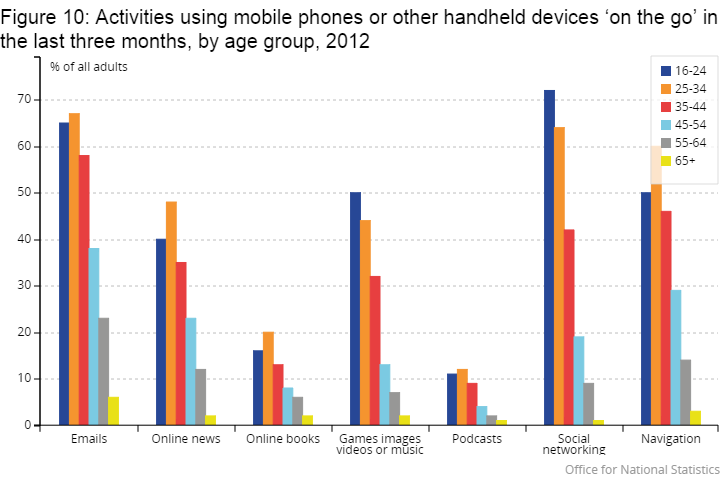 Figure 10: Activities using mobile phones or other handheld devices ‘on the go’ in
the last three months, by age group, 2012
% of all adults
70
60
50
40
30
20
10
0
16-24
25-34
35-44
45-54
55-64
65+
Emails
Online news
Online books
Games images
videos or music
Podcasts
Social
networking
Navigation
Office for National Statistics